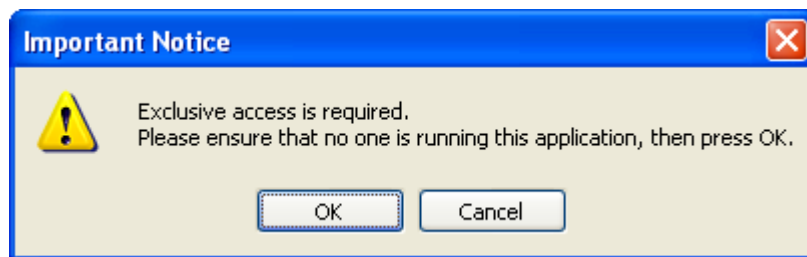 Important Notice
Exclusive access is required.
Please ensure that no one is running this application, then press OK.
OK
Cancel